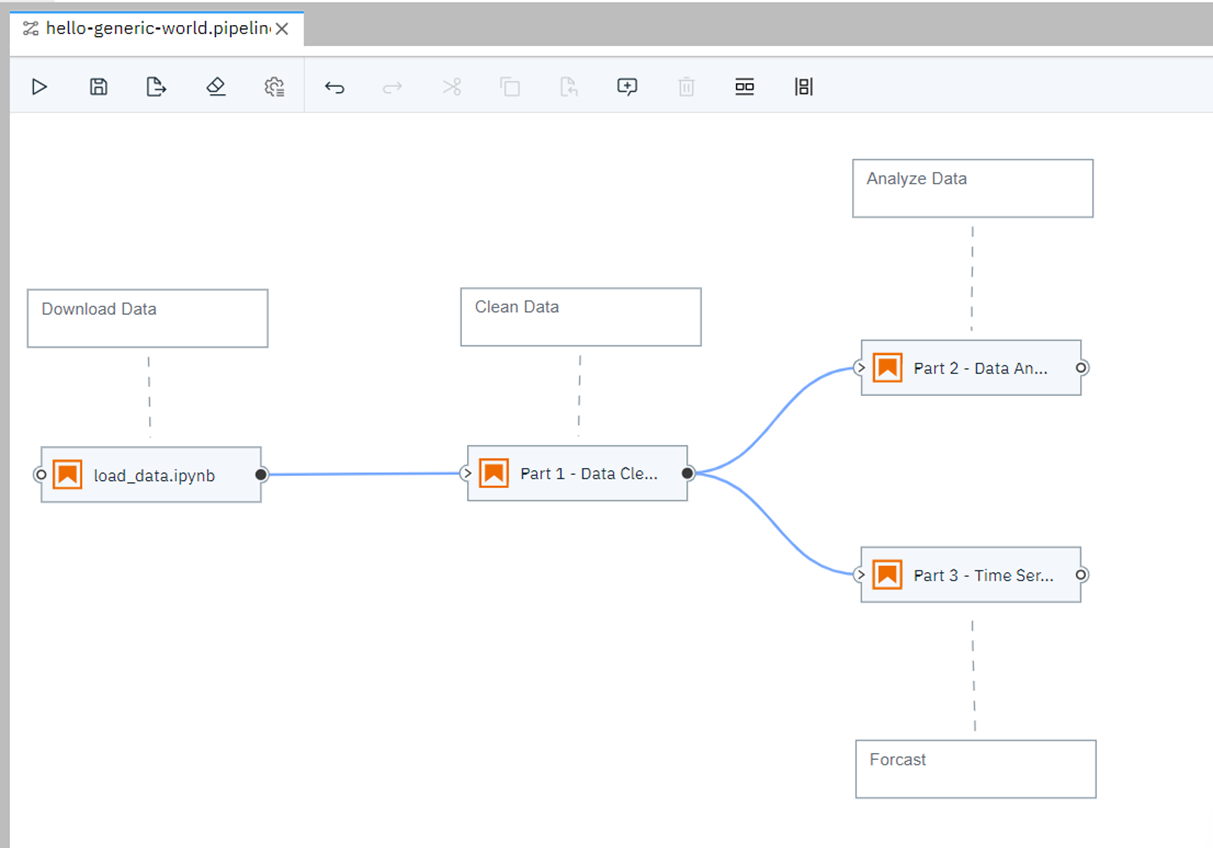 hello-generic-world.pipelin
Analyze Data
Download Data
Clean Data
Part 2 - Data An...
load_data.ipynb
Part 1 - Data Cle...
Part 3 - Time Ser...
Forcast